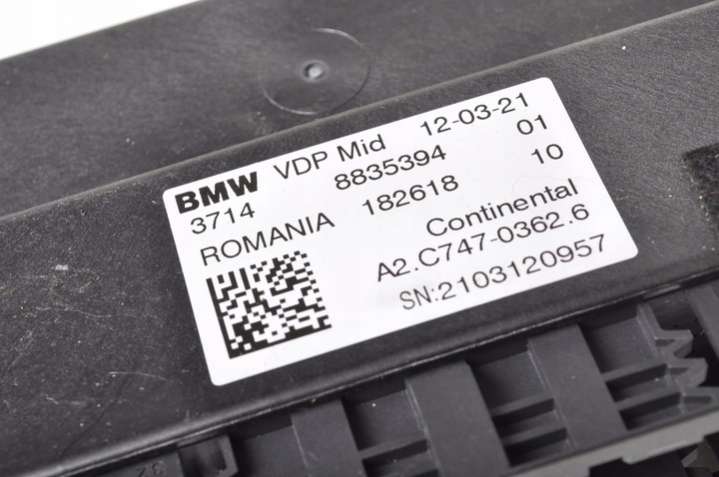 BMW VDP Mid 12-03-21
3714 8835394 01
ROMANIA 182618 10
Continental
A2.C747-0362.6
SN:2103120957